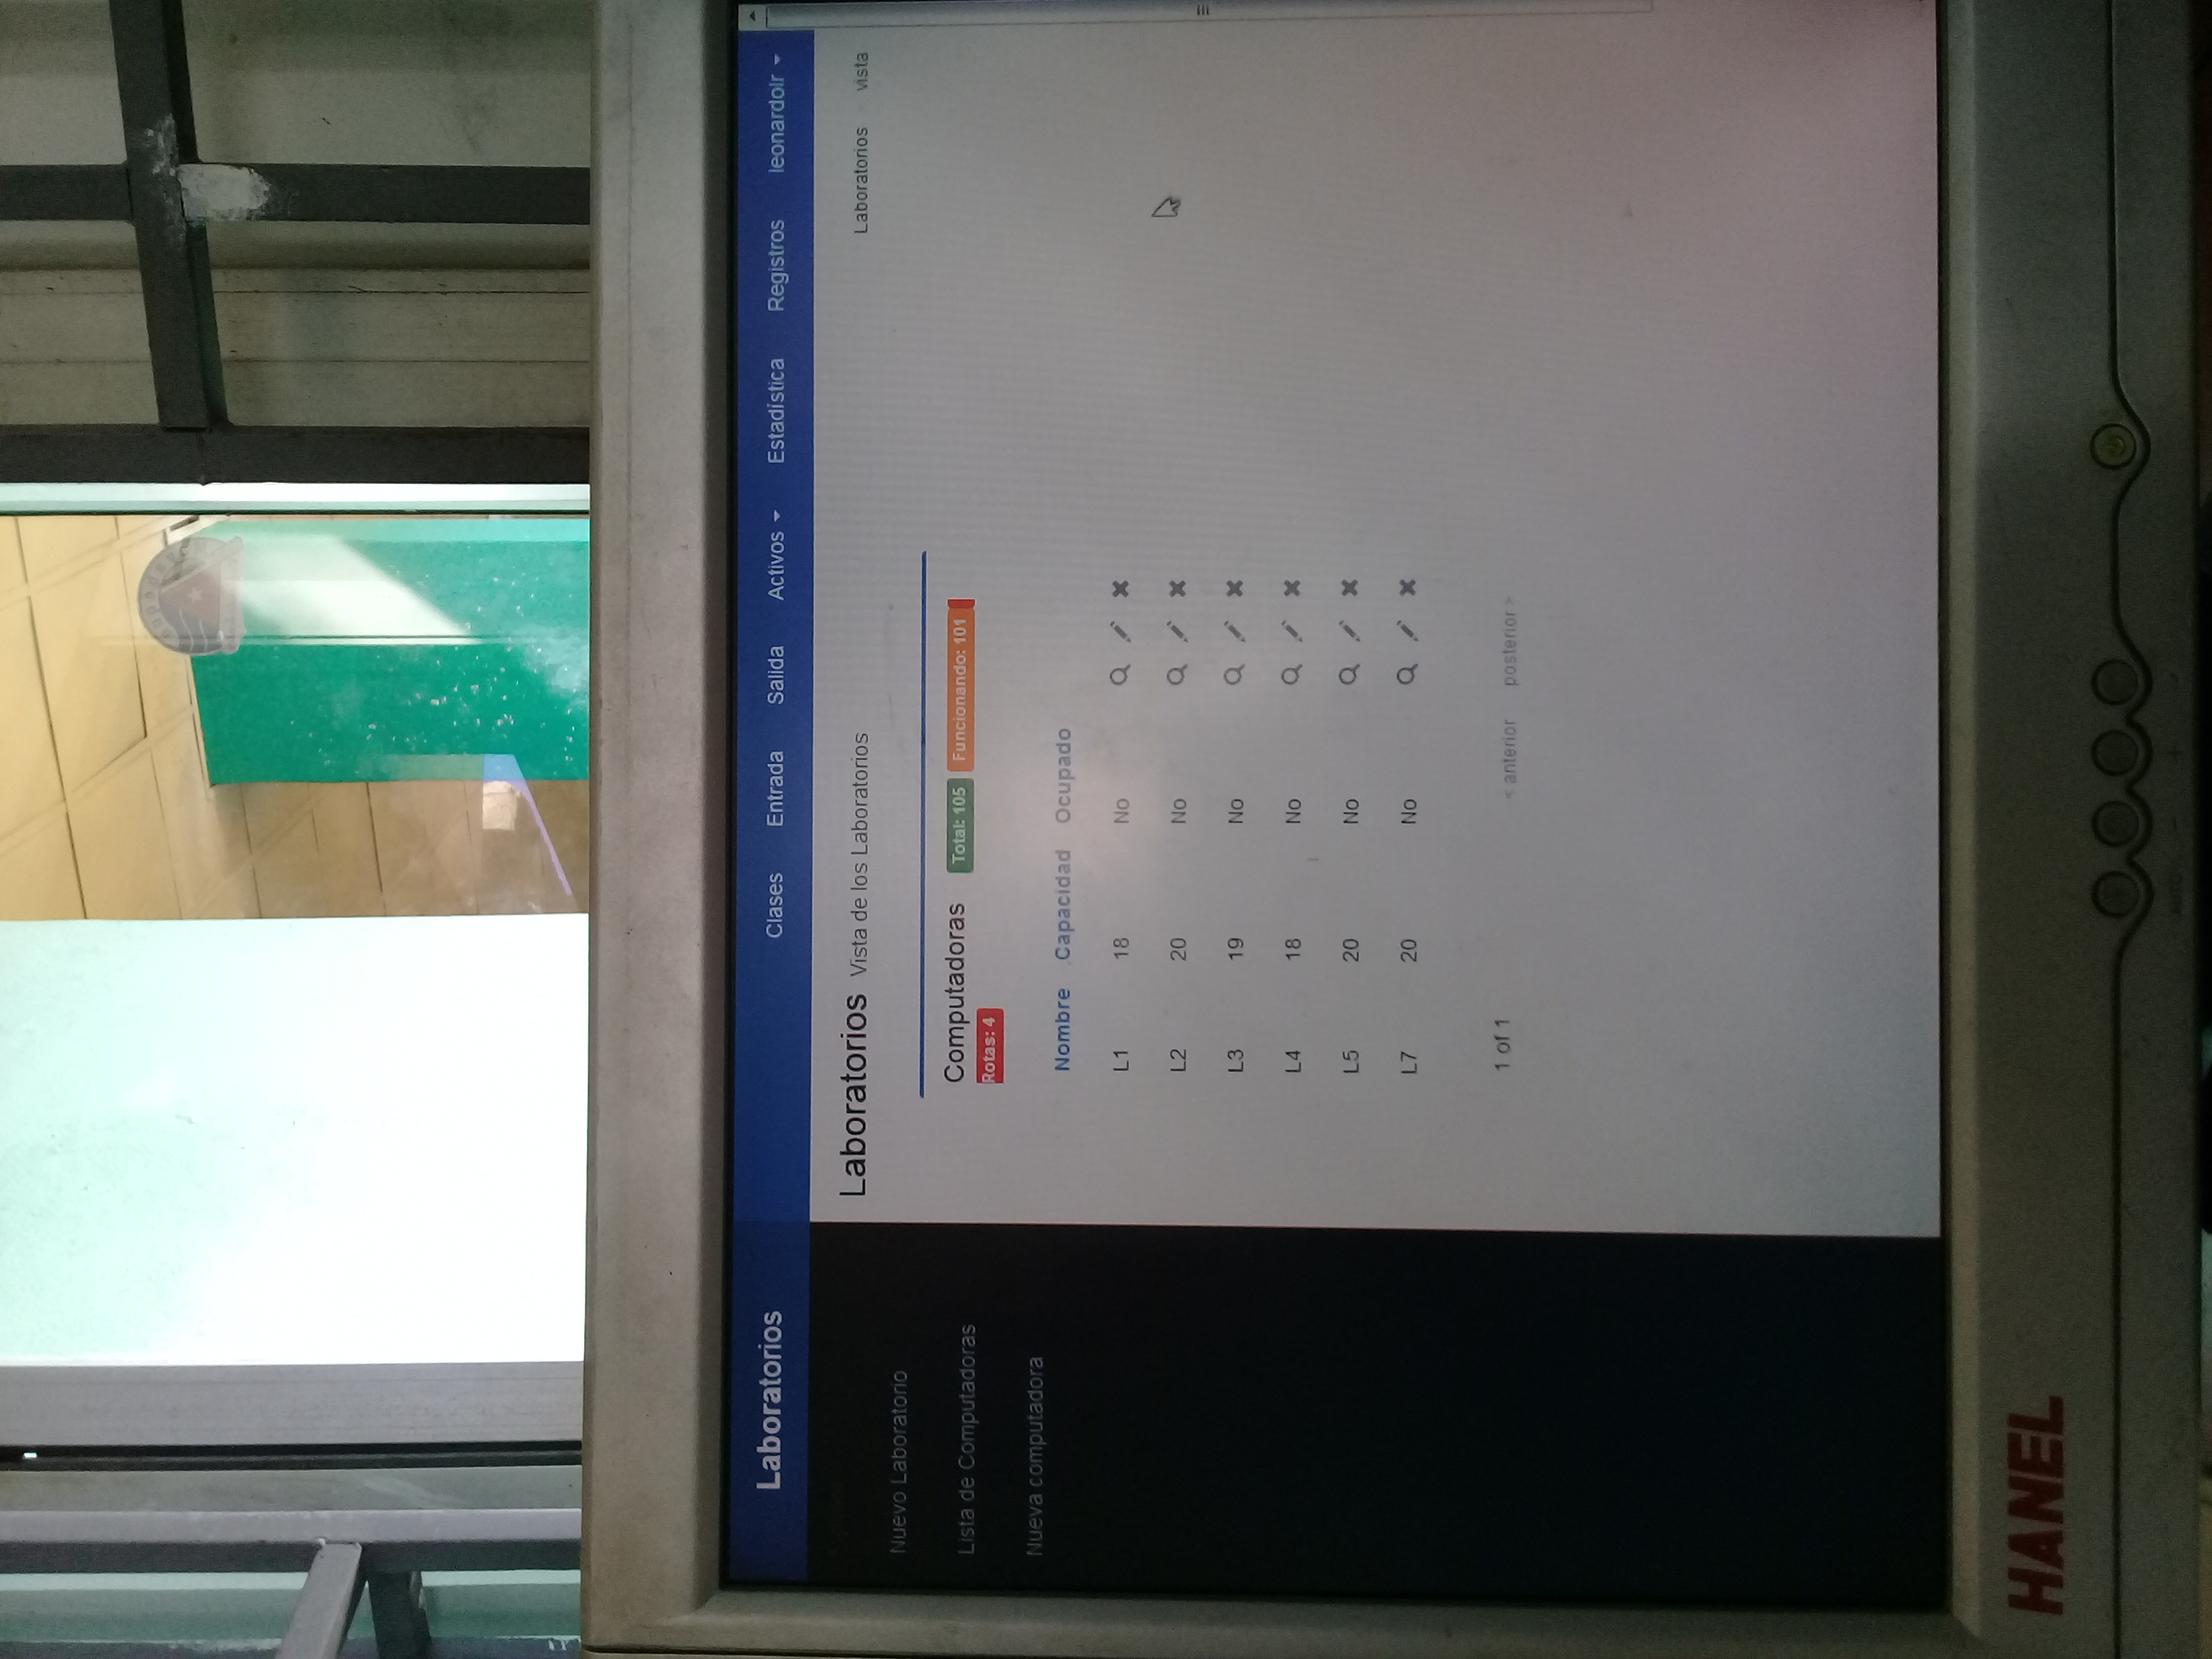 Laboratorios
Clases Entrada Salida Activos Estadística Registros leonardolr
Laboratorios Vista de los Laboratorios
Laboratorios vista
Nuevo Laboratorio
Lista de Computadoras
Nueva computadora
Computadoras Total: 105 Funcionando: 101
Rotas: 4
Nombre Capacidad Ocupado
L1 18 No
L2 20 No
L3 19 No
L4 18 No
L5 20 No
L7 20 No
1 of 1 < anterior posterior >
HANEL
AUTO - +